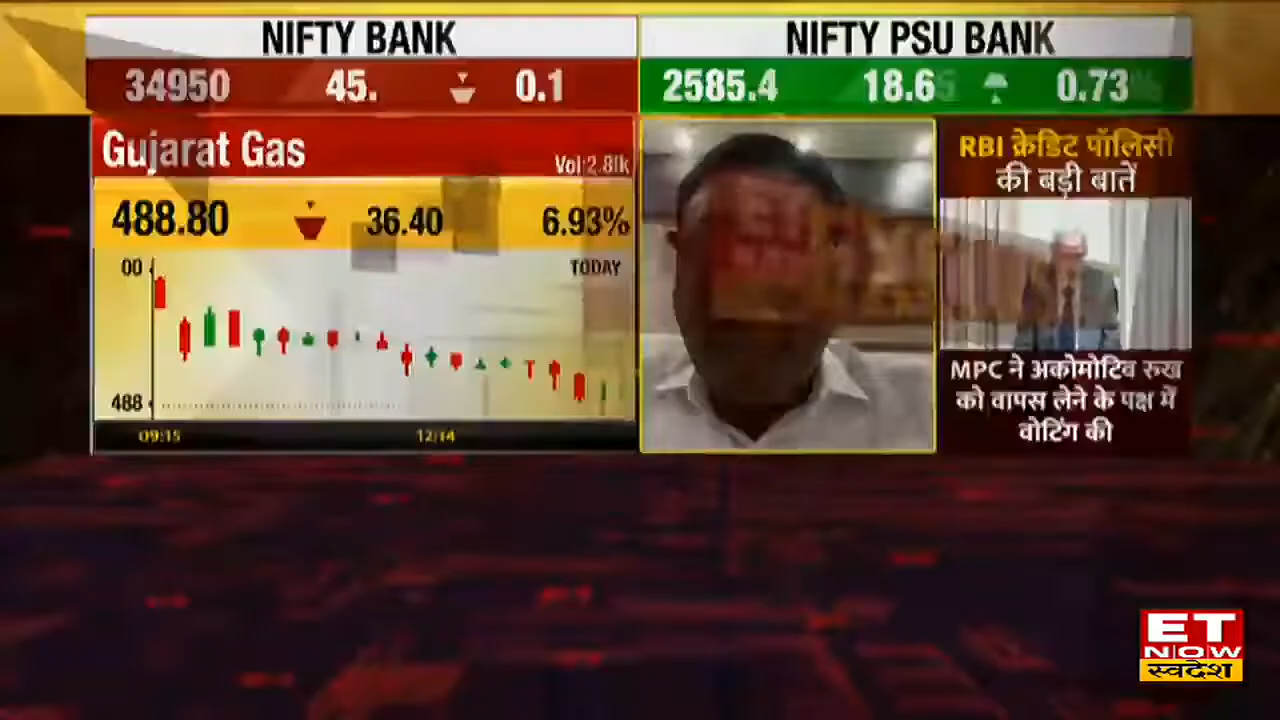 NIFTY BANK
34950 45. 0.1
NIFTY PSU BANK
2585.4 18.6 0.73
Gujarat Gas
Vol:2.8lk
488.80 36.40 6.93%
TODAY
00
488
09:15 12/14
RBI क्रेडिट पॉलिसी
की बड़ी बातें
MPC ने अकोमोटिव रुख
को वापस लेने के पक्ष में
वोटिंग की
ET
NOW
स्वदेश